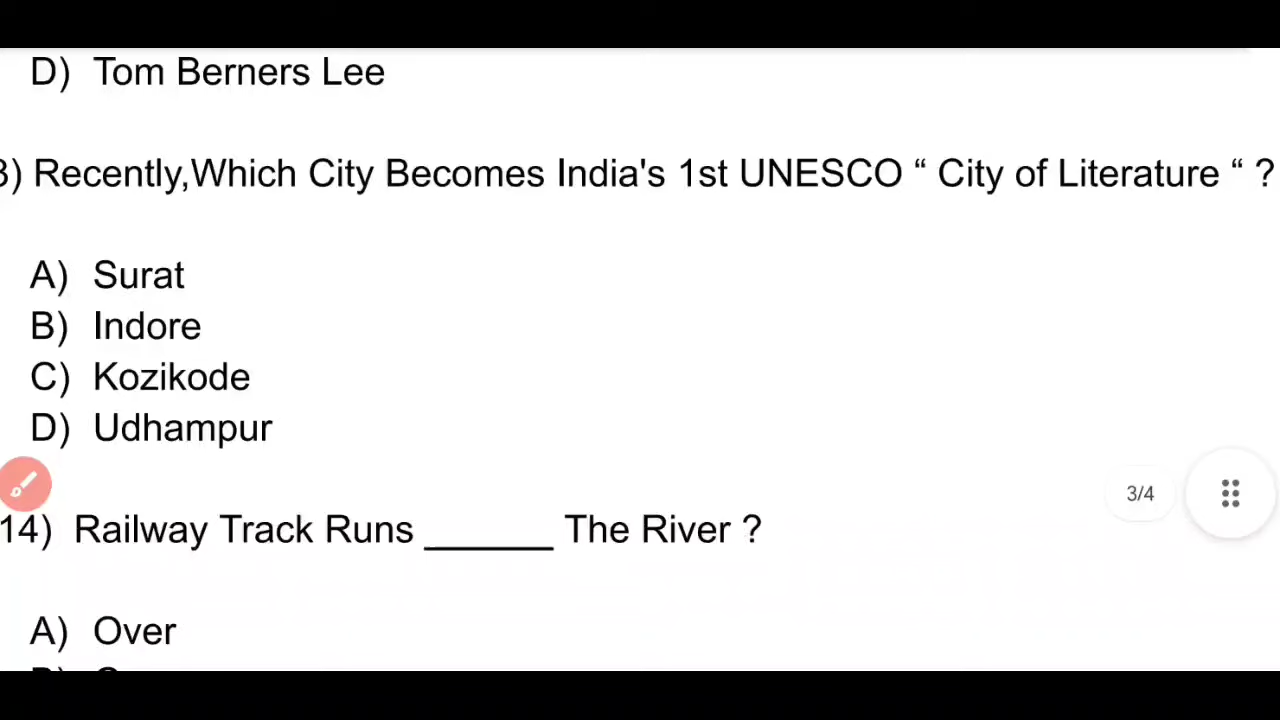 D) Tom Berners Lee
3) Recently,Which City Becomes India's 1st UNESCO “ City of Literature “ ?
A) Surat
B) Indore
C) Kozikode
D) Udhampur
3/4
14) Railway Track Runs ______ The River ?
A) Over